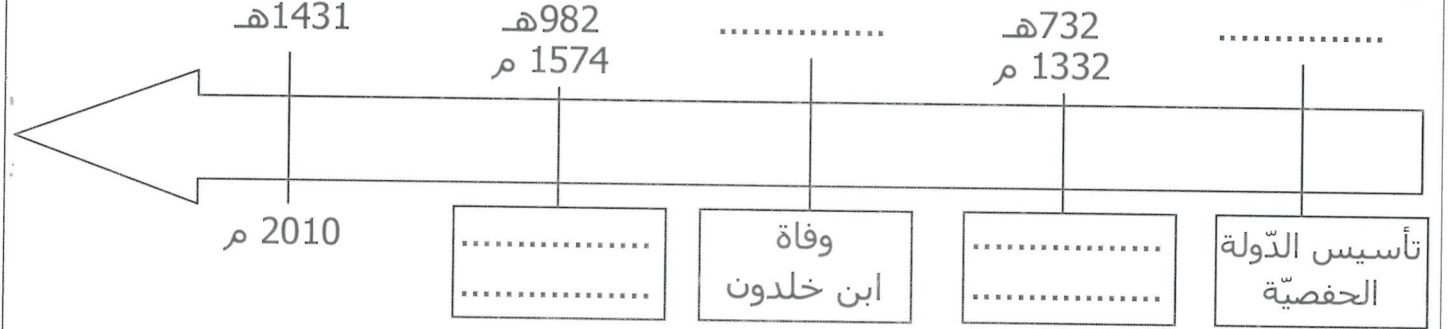 ..............
732هـ
1332 م
..............
982هـ
1574 م
1431هـ
تأسيس الدّولة
الحفصيّة
................
................
وفاة
ابن خلدون
................
................
2010 م